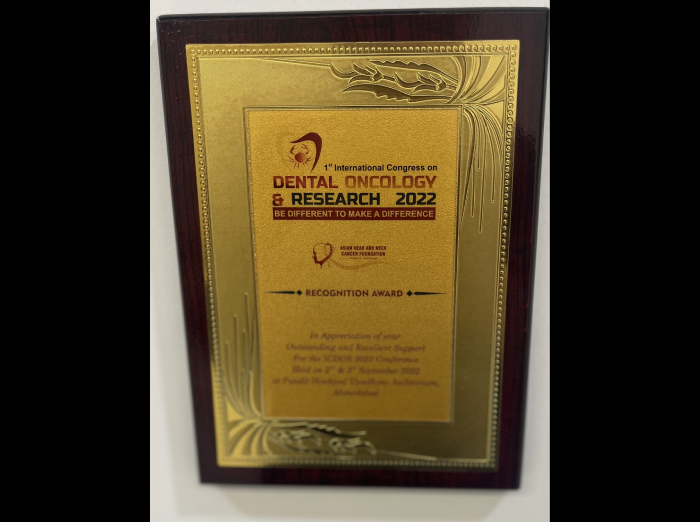 1st International Congress on
DENTAL ONCOLOGY
& RESEARCH 2022
BE DIFFERENT TO MAKE A DIFFERENCE
ASIAN HEAD AND NECK
CANCER FOUNDATION
RECOGNITION AWARD
In Appreciation of your
Outstanding and Excellent Support
For the ICDOR 2022 Conference
Held on 2nd & 3rd September 2022
at Pandit Dindayal Upadhyay Auditorium,
Ahmedabad